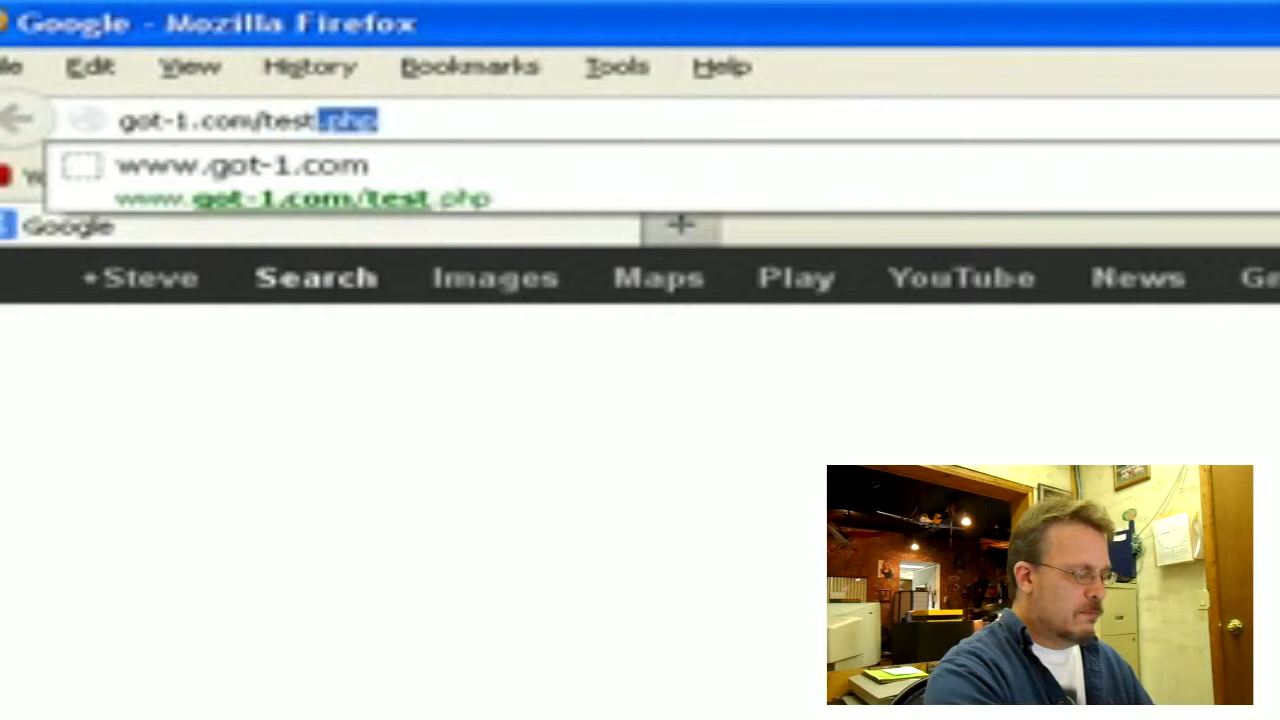 Google - Mozilla Firefox
Edit View History Bookmarks Tools Help
got-1.com/test.php
www.got-1.com
www.got-1.com/test.php
Google +
+Steve Search Images Maps Play YouTube News